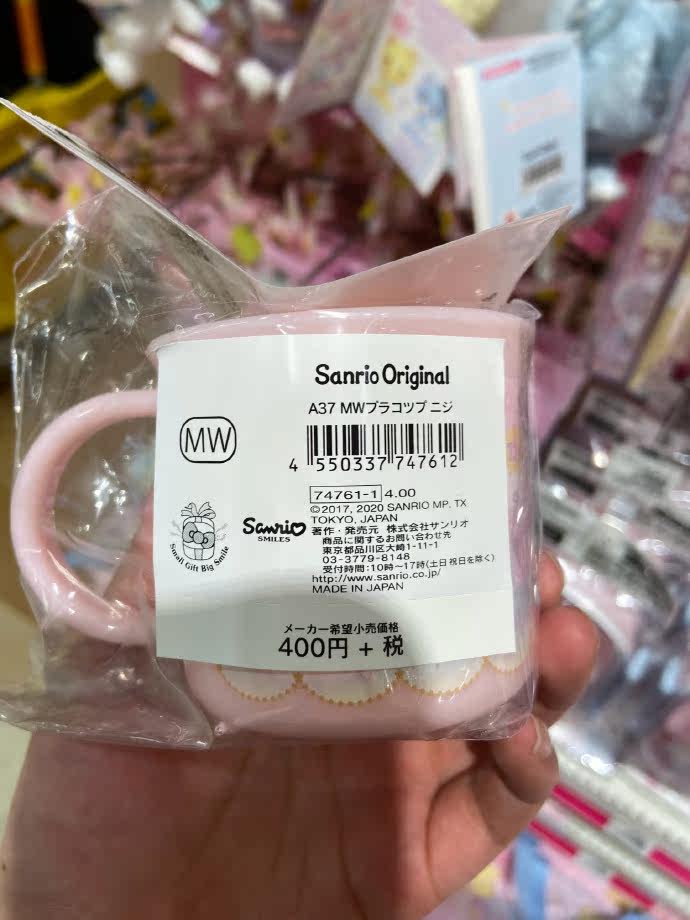 Sanrio Original
A37 MWプラコップ ニジ
MW
4 550337 747612
74761-1 4.00
©2017, 2020 SANRIO MP, TX
TOKYO, JAPAN
著作・発売元 株式会社サンリオ
商品に関するお問い合わせ先
東京都品川区大崎1-11-1
03-3779-8148
受付時間:10時～17時(土日祝日を除く)
http://www.sanrio.co.jp/
MADE IN JAPAN
Small Gift Big Smile
Sanrio
SMILES
メーカー希望小売価格
400円 + 税